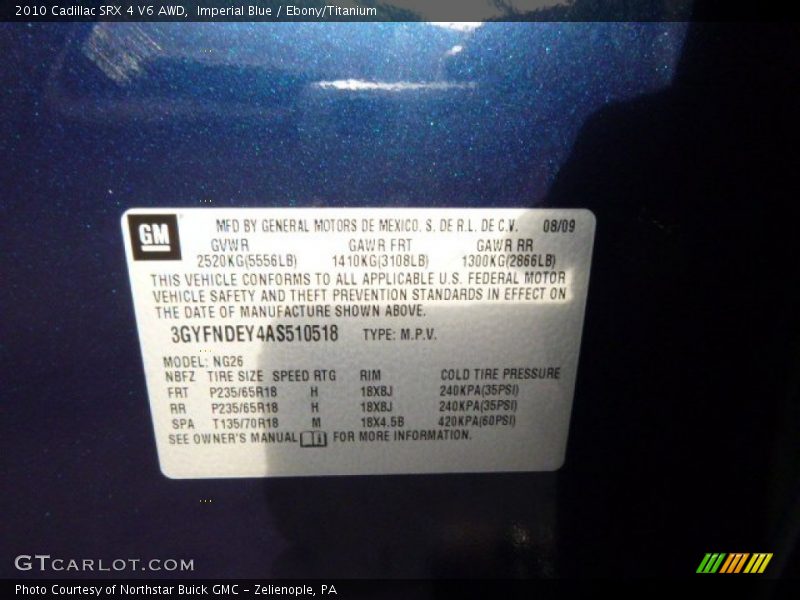 2010 Cadillac SRX 4 V6 AWD, Imperial Blue / Ebony/Titanium
GM MFD BY GENERAL MOTORS DE MEXICO, S. DE R.L. DE C.V. 08/09
GVWR GAWR FRT GAWR RR
2520KG(5556LB) 1410KG(3108LB) 1300KG(2866LB)
THIS VEHICLE CONFORMS TO ALL APPLICABLE U.S. FEDERAL MOTOR
VEHICLE SAFETY AND THEFT PREVENTION STANDARDS IN EFFECT ON
THE DATE OF MANUFACTURE SHOWN ABOVE.
3GYFNDEY4AS510518 TYPE: M.P.V.
MODEL: NG26
NBFZ TIRE SIZE SPEED RTG RIM COLD TIRE PRESSURE
FRT P235/65R18 H 18X8J 240KPA(35PSI)
RR P235/65R18 H 18X8J 240KPA(35PSI)
SPA T135/70R18 M 18X4.5B 420KPA(60PSI)
SEE OWNER'S MANUAL FOR MORE INFORMATION.
GTCARLOT.COM
Photo Courtesy of Northstar Buick GMC - Zelienople, PA